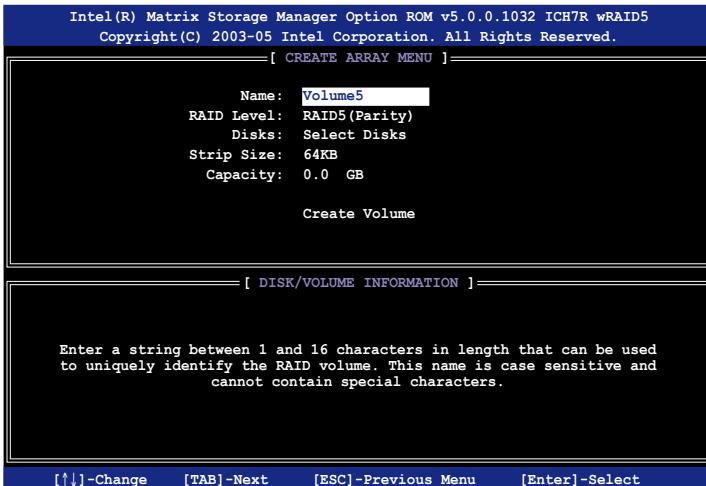 Intel(R) Matrix Storage Manager Option ROM v5.0.0.1032 ICH7R wRAID5
Copyright(C) 2003-05 Intel Corporation. All Rights Reserved.
[ CREATE ARRAY MENU ]
Name: Volume5
RAID Level: RAID5(Parity)
Disks: Select Disks
Strip Size: 64KB
Capacity: 0.0 GB
Create Volume
[ DISK/VOLUME INFORMATION ]
Enter a string between 1 and 16 characters in length that can be used
to uniquely identify the RAID volume. This name is case sensitive and
cannot contain special characters.
[↑↓]-Change [TAB]-Next [ESC]-Previous Menu [Enter]-Select